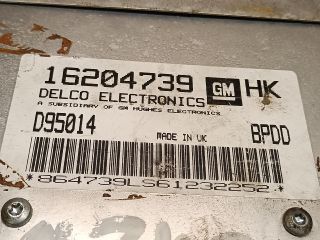 16204739 GM HK
DELCO ELECTRONICS
A SUBSIDIARY OF GM HUGHES ELECTRONICS
D95014 MADE IN UK BPDD
*864739LS61232252*